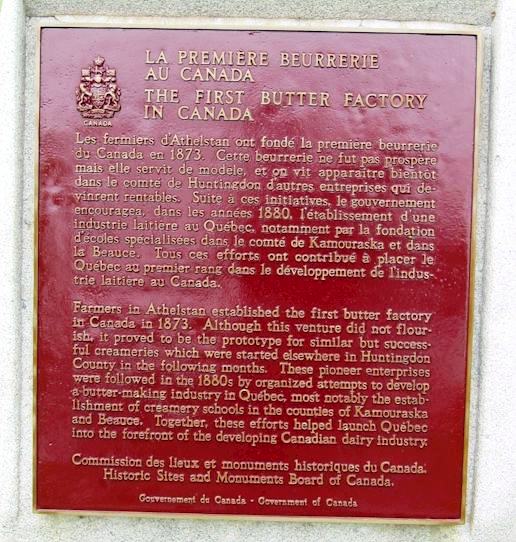 LA PREMIÈRE BEURRERIE
AU CANADA
THE FIRST BUTTER FACTORY
IN CANADA
CANADA
Les fermiers d'Athelstan ont fondé la première beurrerie
du Canada en 1873. Cette beurrerie ne fut pas prospère
mais elle servit de modèle, et on vit apparaître bientôt
dans le comté de Huntingdon d'autres entreprises qui de-
vinrent rentables. Suite à ces initiatives, le gouvernement
encouragea, dans les années 1880, l'établissement d'une
industrie laitière au Québec, notamment par la fondation
d'écoles spécialisées dans le comté de Kamouraska et dans
la Beauce. Tous ces efforts ont contribué à placer le
Québec au premier rang dans le développement de l'indus-
trie laitière au Canada.
Farmers in Athelstan established the first butter factory
in Canada in 1873. Although this venture did not flour-
ish, it proved to be the prototype for similar but success-
ful creameries which were started elsewhere in Huntingdon
County in the following months. These pioneer enterprises
were followed in the 1880s by organized attempts to develop
a butter-making industry in Québec, most notably the estab-
lishment of creamery schools in the counties of Kamouraska
and Beauce. Together, these efforts helped launch Québec
into the forefront of the developing Canadian dairy industry.
Commission des lieux et monuments historiques du Canada.
Historic Sites and Monuments Board of Canada.
Gouvernement du Canada - Government of Canada